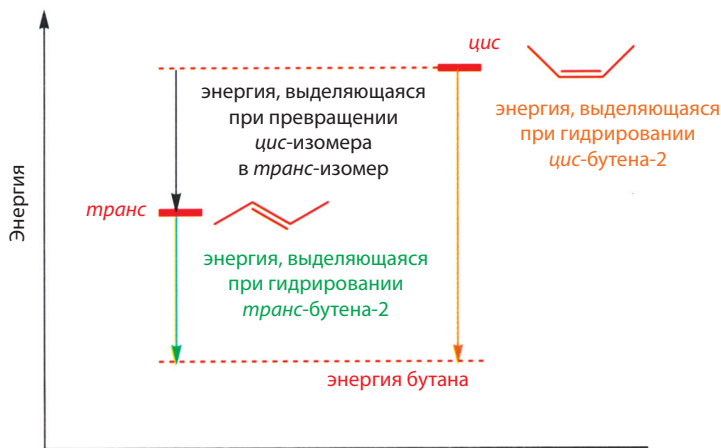 Энергия
цис
энергия, выделяющаяся
при превращении
цис-изомера
в транс-изомер
энергия, выделяющаяся
при гидрировании
цис-бутена-2
транс
энергия, выделяющаяся
при гидрировании
транс-бутена-2
энергия бутана